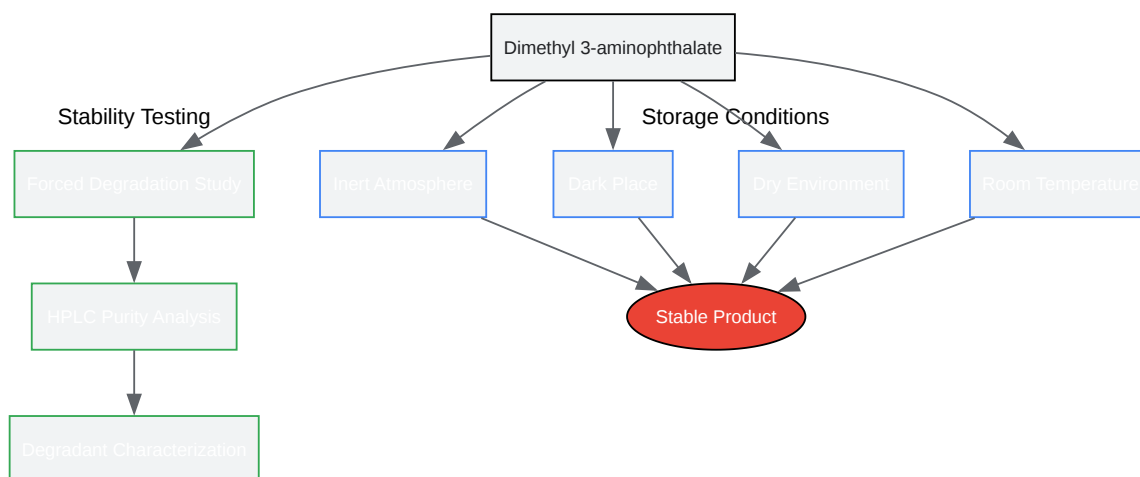 Dimethyl 3-aminophthalate
Stability Testing
Storage Conditions
Forced Degradation Study
Inert Atmosphere
Dark Place
Dry Environment
Room Temperature
HPLC Purity Analysis
Stable Product
Degradant Characterization